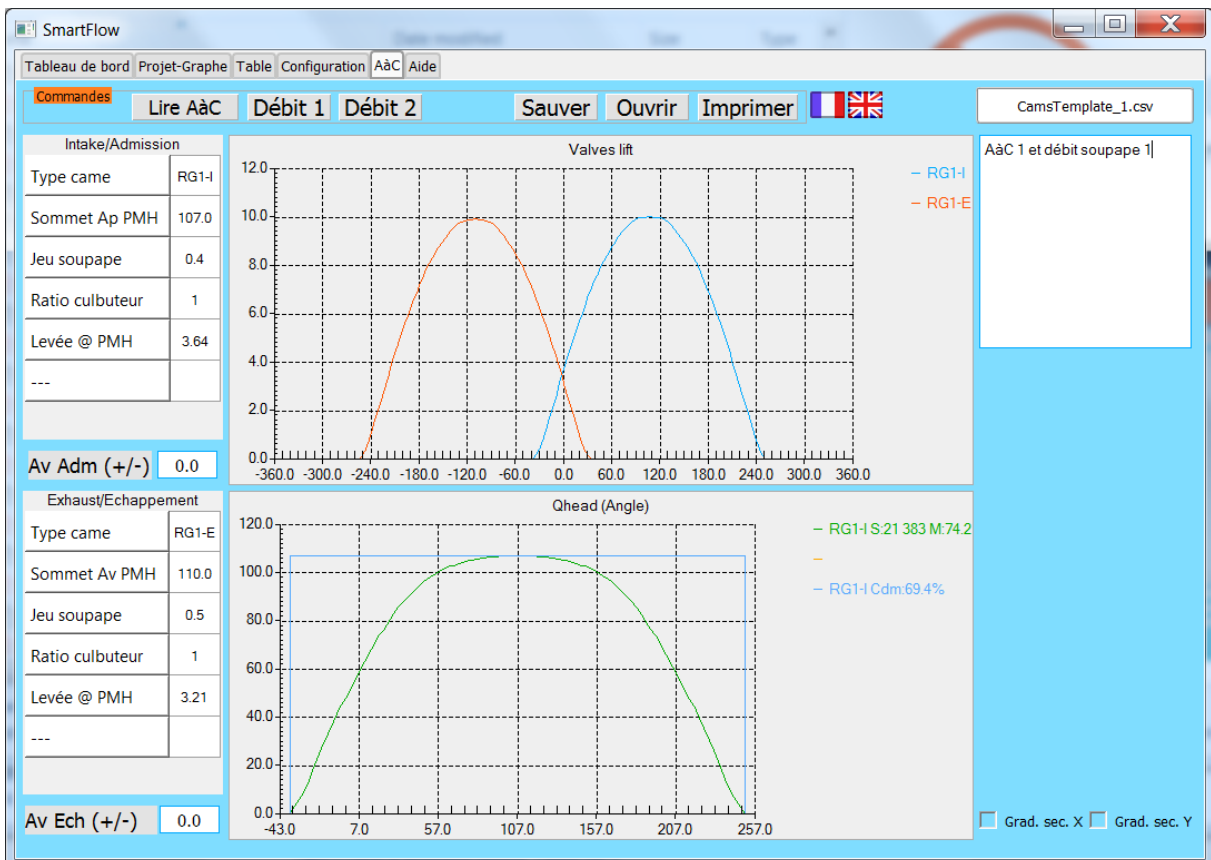 SmartFlow
Date modified Size Type
Tableau de bord Projet-Graphe Table Configuration AàC Aide
Commandes
Lire AàC Débit 1 Débit 2 Sauver Ouvrir Imprimer
CamsTemplate_1.csv
Intake/Admission
Type came RG1-I
Sommet Ap PMH 107.0
Jeu soupape 0.4
Ratio culbuteur 1
Levée @ PMH 3.64
---
Av Adm (+/-) 0.0
Exhaust/Echappement
Type came RG1-E
Sommet Av PMH 110.0
Jeu soupape 0.5
Ratio culbuteur 1
Levée @ PMH 3.21
---
Av Ech (+/-) 0.0
Valves lift
RG1-I
RG1-E
12.0
10.0
8.0
6.0
4.0
2.0
0.0
-360.0 -300.0 -240.0 -180.0 -120.0 -60.0 0.0 60.0 120.0 180.0 240.0 300.0 360.0
Qhead (Angle)
RG1-I S:21 383 M:74.2
RG1-I Cdm:69.4%
120.0
100.0
80.0
60.0
40.0
20.0
0.0
-43.0 7.0 57.0 107.0 157.0 207.0 257.0
AàC 1 et débit soupape 1
Grad. sec. X Grad. sec. Y